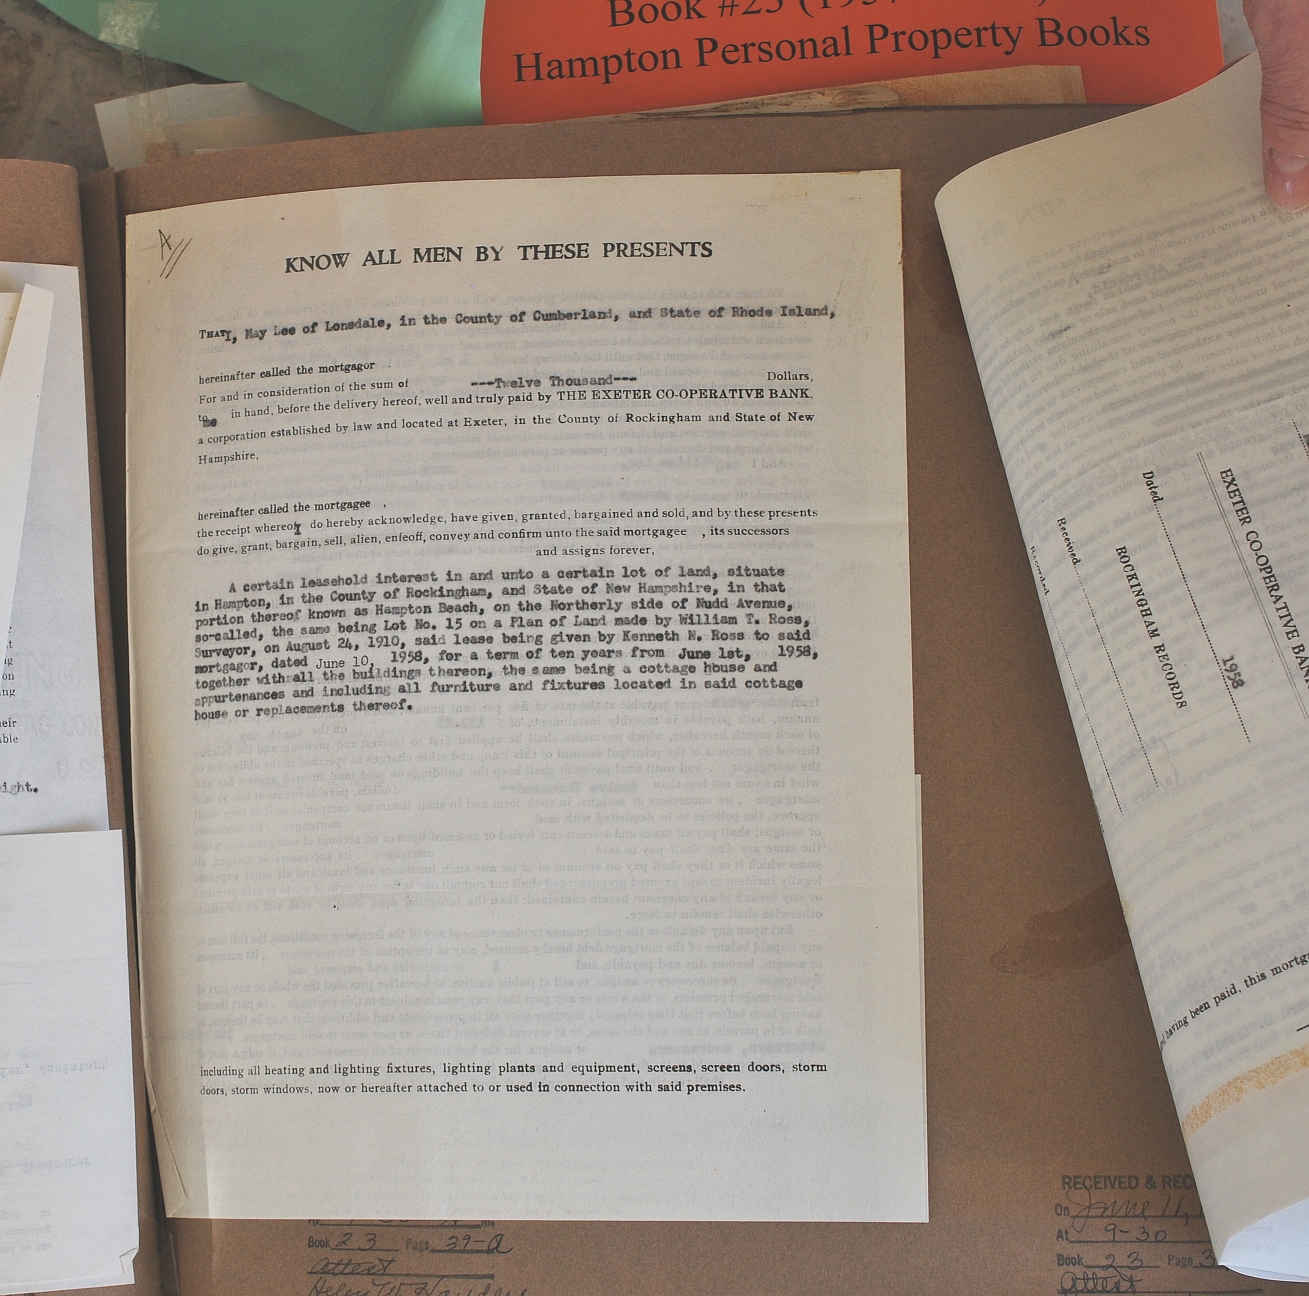 Hampton Personal Property Books
A
KNOW ALL MEN BY THESE PRESENTS
THAT I, May Lee of Lonsdale, in the County of Cumberland, and State of Rhode Island,
hereinafter called the mortgagor
For and in consideration of the sum of ---Twelve Thousand--- Dollars,
to me in hand, before the delivery hereof, well and truly paid by THE EXETER CO-OPERATIVE BANK,
a corporation established by law and located at Exeter, in the County of Rockingham and State of New
Hampshire,
hereinafter called the mortgagee ,
the receipt whereof I do hereby acknowledge, have given, granted, bargained and sold, and by these presents
do give, grant, bargain, sell, alien, enfeoff, convey and confirm unto the said mortgagee , its successors
and assigns forever,
A certain leasehold interest in and unto a certain lot of land, situate
in Hampton, in the County of Rockingham, and State of New Hampshire, in that
portion thereof known as Hampton Beach, on the Northerly side of Nudd Avenue,
so-called, the same being Lot No. 15 on a Plan of Land made by William T. Ross,
Surveyor, on August 24, 1910, said lease being given by Kenneth N. Ross to said
mortgagor, dated June 10, 1958, for a term of ten years from June 1st, 1958,
together with all the buildings thereon, the same being a cottage house and
appurtenances and including all furniture and fixtures located in said cottage
house or replacements thereof.
including all heating and lighting fixtures, lighting plants and equipment, screens, screen doors, storm
doors, storm windows, now or hereafter attached to or used in connection with said premises.
Book 23 Page 39-A
Attest
EXETER CO-OPERATIVE BANK
Dated
1958
ROCKINGHAM RECORDS
Received
Recorded
having been paid, this
RECEIVED & REC
On June 11,
At 9-30
Book 23 Page 3
Attest